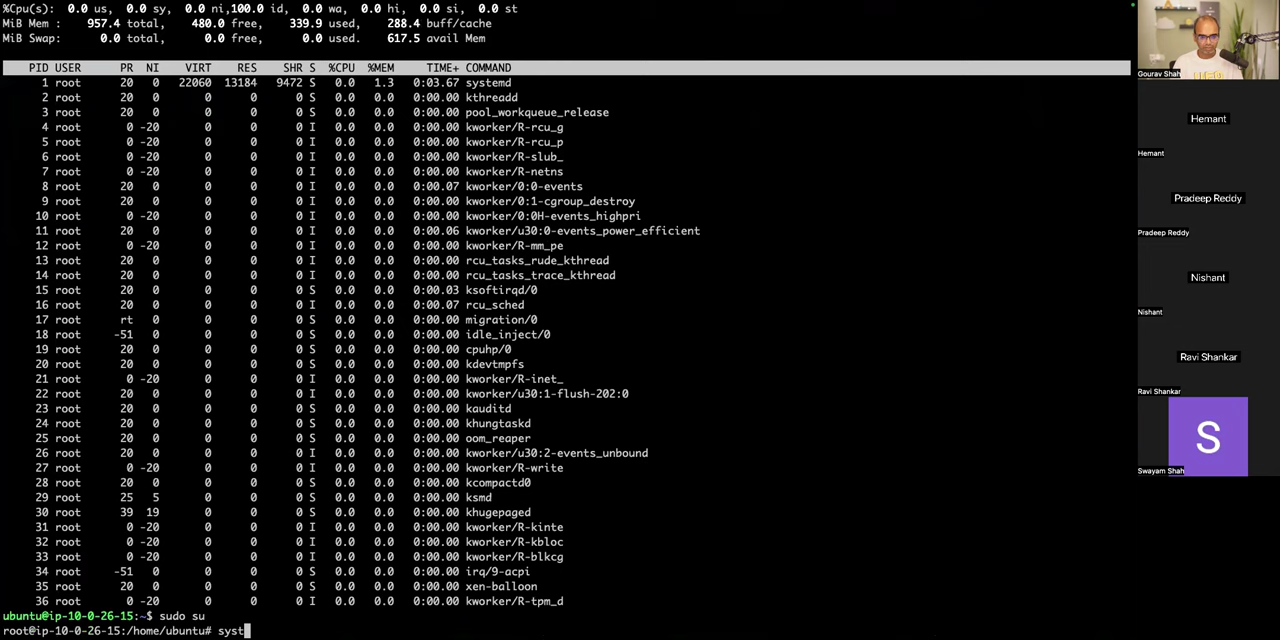 %Cpu(s):  0.0 us,  0.0 sy,  0.0 ni,100.0 id,  0.0 wa,  0.0 hi,  0.0 si,  0.0 st
MiB Mem :    957.4 total,    480.0 free,    339.9 used,    288.4 buff/cache
MiB Swap:      0.0 total,      0.0 free,      0.0 used.    617.5 avail Mem
PID USER PR NI VIRT RES SHR S %CPU %MEM TIME+ COMMAND
1 root 20 0 22060 13184 9472 S 0.0 1.3 0:03.67 systemd
2 root 20 0 0 0 0 S 0.0 0.0 0:00.00 kthreadd
3 root 20 0 0 0 0 S 0.0 0.0 0:00.00 pool_workqueue_release
4 root 0 -20 0 0 0 I 0.0 0.0 0:00.00 kworker/R-rcu_g
5 root 0 -20 0 0 0 I 0.0 0.0 0:00.00 kworker/R-rcu_p
6 root 0 -20 0 0 0 I 0.0 0.0 0:00.00 kworker/R-slub_
7 root 0 -20 0 0 0 I 0.0 0.0 0:00.00 kworker/R-netns
8 root 20 0 0 0 0 I 0.0 0.0 0:00.07 kworker/0:0-events
9 root 20 0 0 0 0 I 0.0 0.0 0:00.00 kworker/0:1-cgroup_destroy
10 root 0 -20 0 0 0 I 0.0 0.0 0:00.00 kworker/0:0H-events_highpri
11 root 20 0 0 0 0 I 0.0 0.0 0:00.06 kworker/u30:0-events_power_efficient
12 root 0 -20 0 0 0 I 0.0 0.0 0:00.00 kworker/R-mm_pe
13 root 20 0 0 0 0 I 0.0 0.0 0:00.00 rcu_tasks_rude_kthread
14 root 20 0 0 0 0 I 0.0 0.0 0:00.00 rcu_tasks_trace_kthread
15 root 20 0 0 0 0 S 0.0 0.0 0:00.03 ksoftirqd/0
16 root 20 0 0 0 0 I 0.0 0.0 0:00.07 rcu_sched
17 root rt 0 0 0 0 S 0.0 0.0 0:00.00 migration/0
18 root -51 0 0 0 0 S 0.0 0.0 0:00.00 idle_inject/0
19 root 20 0 0 0 0 S 0.0 0.0 0:00.00 cpuhp/0
20 root 20 0 0 0 0 S 0.0 0.0 0:00.00 kdevtmpfs
21 root 0 -20 0 0 0 I 0.0 0.0 0:00.00 kworker/R-inet_
22 root 20 0 0 0 0 I 0.0 0.0 0:00.00 kworker/u30:1-flush-202:0
23 root 20 0 0 0 0 S 0.0 0.0 0:00.00 kauditd
24 root 20 0 0 0 0 S 0.0 0.0 0:00.00 khungtaskd
25 root 20 0 0 0 0 S 0.0 0.0 0:00.00 oom_reaper
26 root 20 0 0 0 0 I 0.0 0.0 0:00.00 kworker/u30:2-events_unbound
27 root 0 -20 0 0 0 I 0.0 0.0 0:00.00 kworker/R-write
28 root 20 0 0 0 0 S 0.0 0.0 0:00.00 kcompactd0
29 root 25 5 0 0 0 S 0.0 0.0 0:00.00 ksmd
30 root 39 19 0 0 0 S 0.0 0.0 0:00.00 khugepaged
31 root 0 -20 0 0 0 I 0.0 0.0 0:00.00 kworker/R-kinte
32 root 0 -20 0 0 0 I 0.0 0.0 0:00.00 kworker/R-kbloc
33 root 0 -20 0 0 0 I 0.0 0.0 0:00.00 kworker/R-blkcg
34 root -51 0 0 0 0 S 0.0 0.0 0:00.00 irq/9-acpi
35 root 20 0 0 0 0 S 0.0 0.0 0:00.00 xen-balloon
36 root 0 -20 0 0 0 I 0.0 0.0 0:00.00 kworker/R-tpm_d
ubuntu@ip-10-0-26-15:~$ sudo su
root@ip-10-0-26-15:/home/ubuntu# syst
Gourav Shah
Hemant
Hemant
Pradeep Reddy
Pradeep Reddy
Nishant
Nishant
Ravi Shankar
Ravi Shankar
S
Swayam Shah